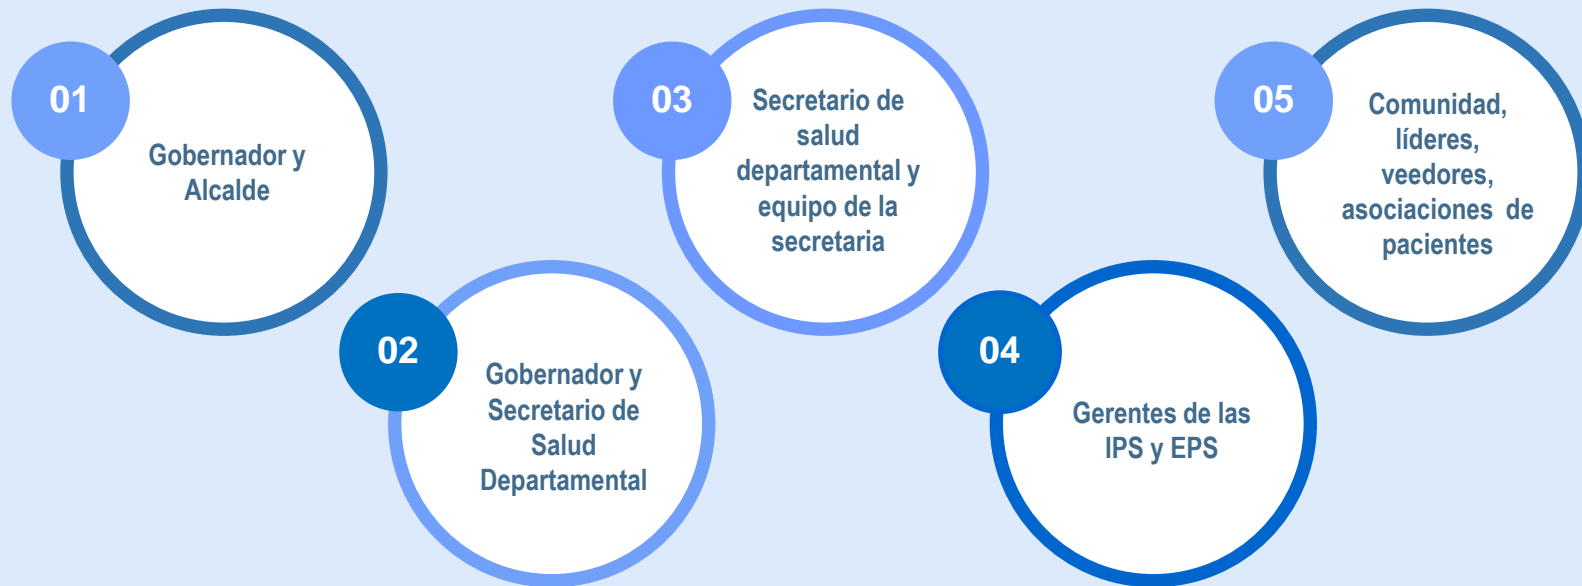 01
Gobernador y
Alcalde
02
Gobernador y
Secretario de
Salud
Departamental
03
Secretario de
salud
departamental y
equipo de la
secretaria
04
Gerentes de las
IPS y EPS
05
Comunidad,
líderes,
veedores,
asociaciones de
pacientes